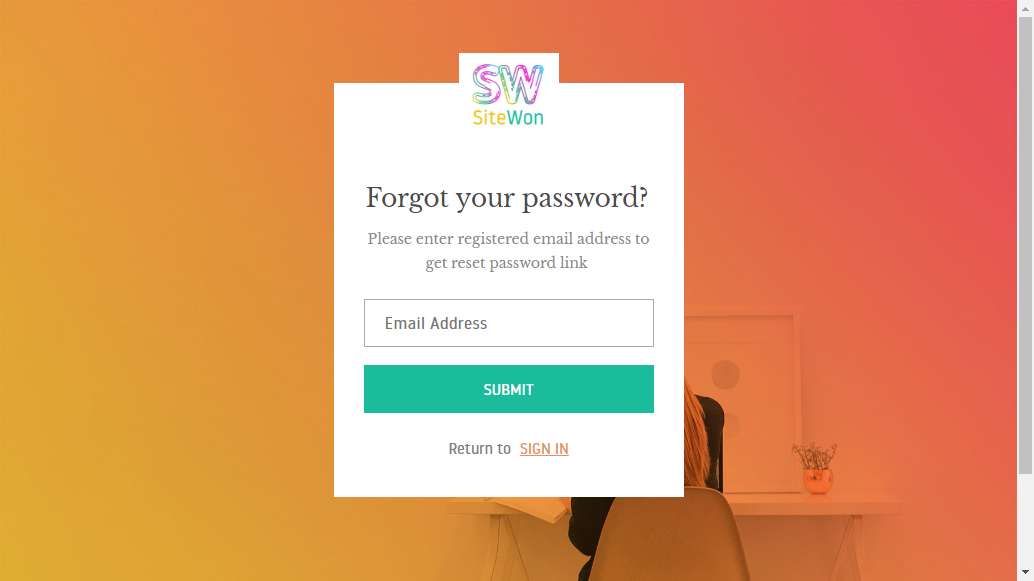 SW
SiteWon
Forgot your password?
Please enter registered email address to
get reset password link
Email Address
SUBMIT
Return to SIGN IN